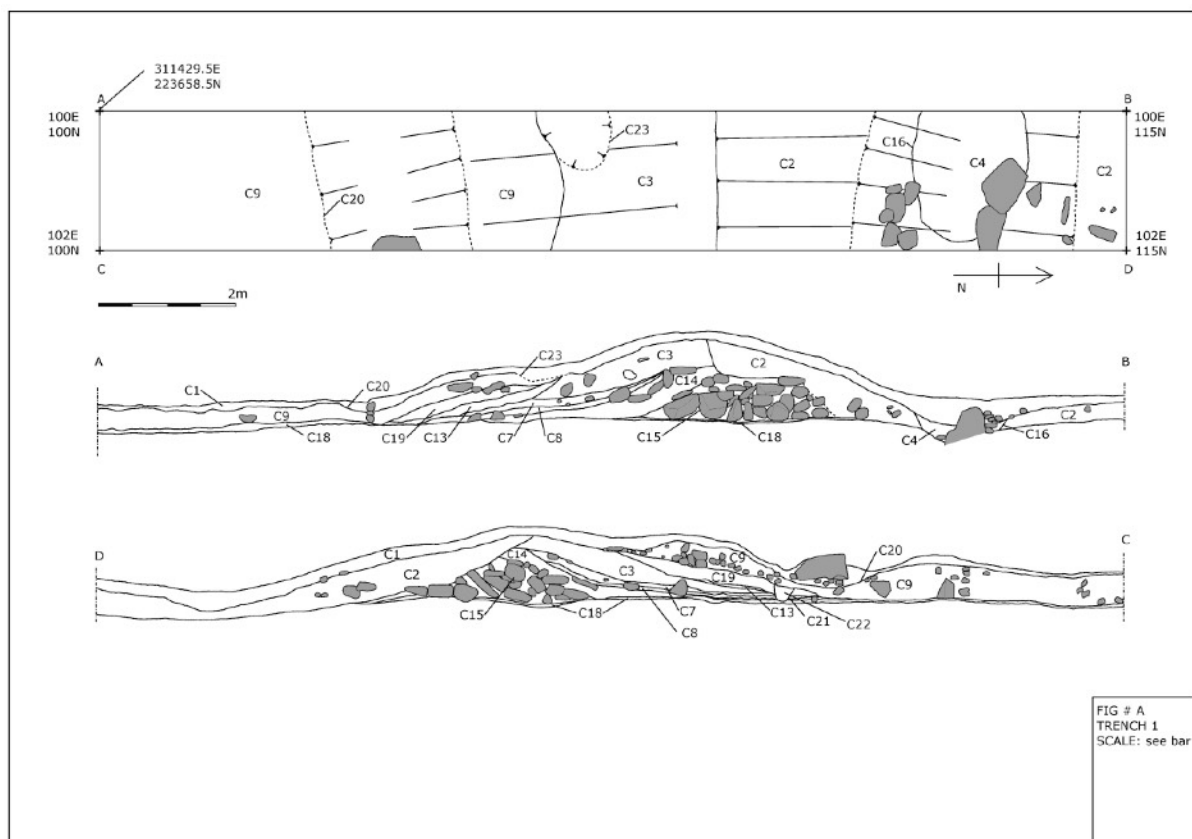 311429.5E
223658.5N
A
B
100E
100N
100E
115N
C23
C16
C2
C4
C2
C9
C20
C9
C3
102E
100N
102E
115N
C
D
N
2m
A
B
C23
C3
C2
C1
C20
C14
C9
C18
C2
C19
C13
C7
C8
C15
C18
C4
C16
D
C
C1
C14
C9
C20
C2
C3
C19
C9
C15
C18
C7
C8
C13
C21
C22
FIG # A
TRENCH 1
SCALE: see bar